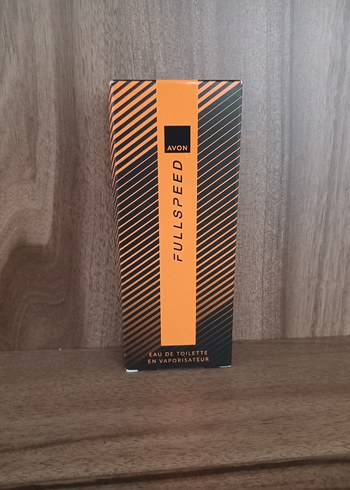 AVON
FULLSPEED
EAU DE TOILETTE
EN VAPORISATEUR